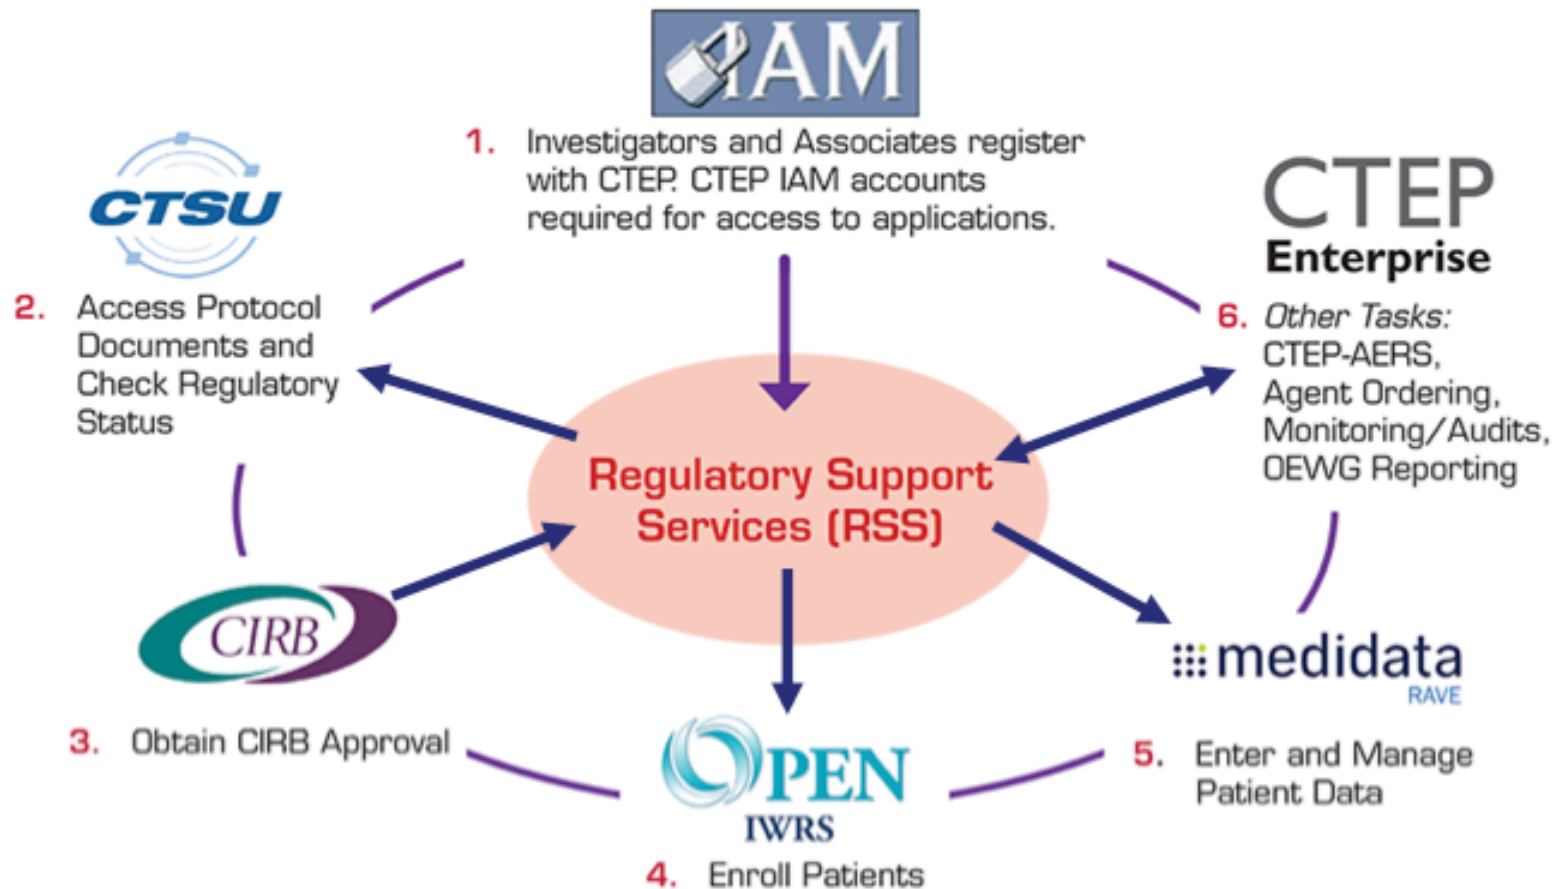 IAM
1. Investigators and Associates register
with CTEP. CTEP IAM accounts
required for access to applications.
CTSU
2. Access Protocol
Documents and
Check Regulatory
Status
CTEP
Enterprise
6. Other Tasks:
CTEP-AERS,
Agent Ordering,
Monitoring/Audits,
OEWG Reporting
Regulatory Support
Services (RSS)
CIRB
3. Obtain CIRB Approval
OPEN
IWRS
4. Enroll Patients
medidata
RAVE
5. Enter and Manage
Patient Data